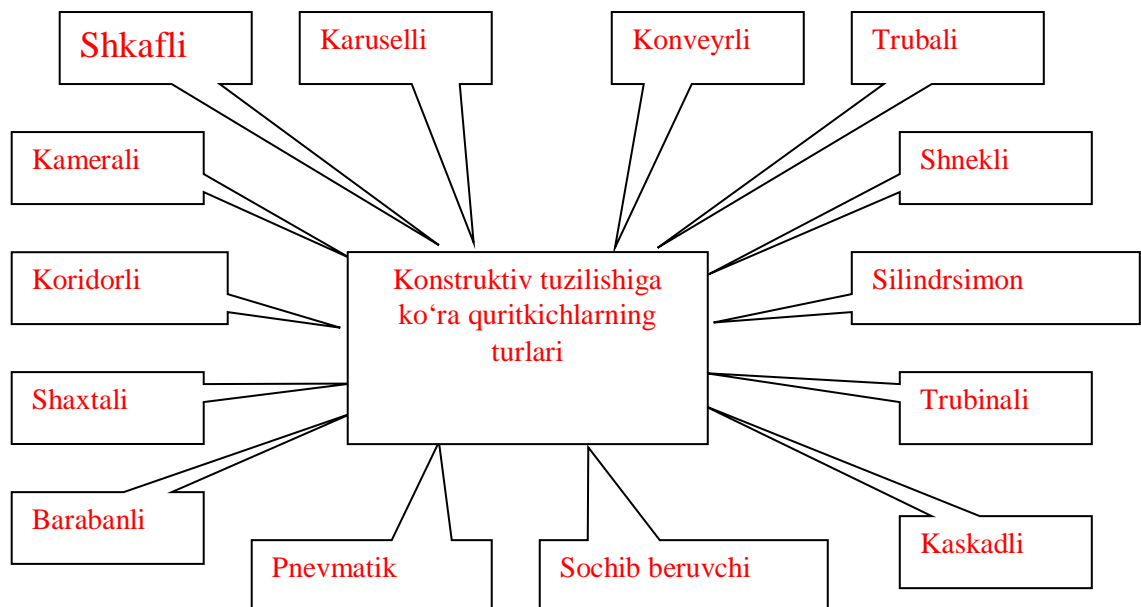 Shkafli
Karuselli
Konveyrli
Trubali
Kamerali
Shnekli
Koridorli
Konstruktiv tuzilishiga
ko‘ra quritkichlarning
turlari
Silindrsimon
Shaxtali
Trubinali
Barabanli
Pnevmatik
Sochib beruvchi
Kaskadli